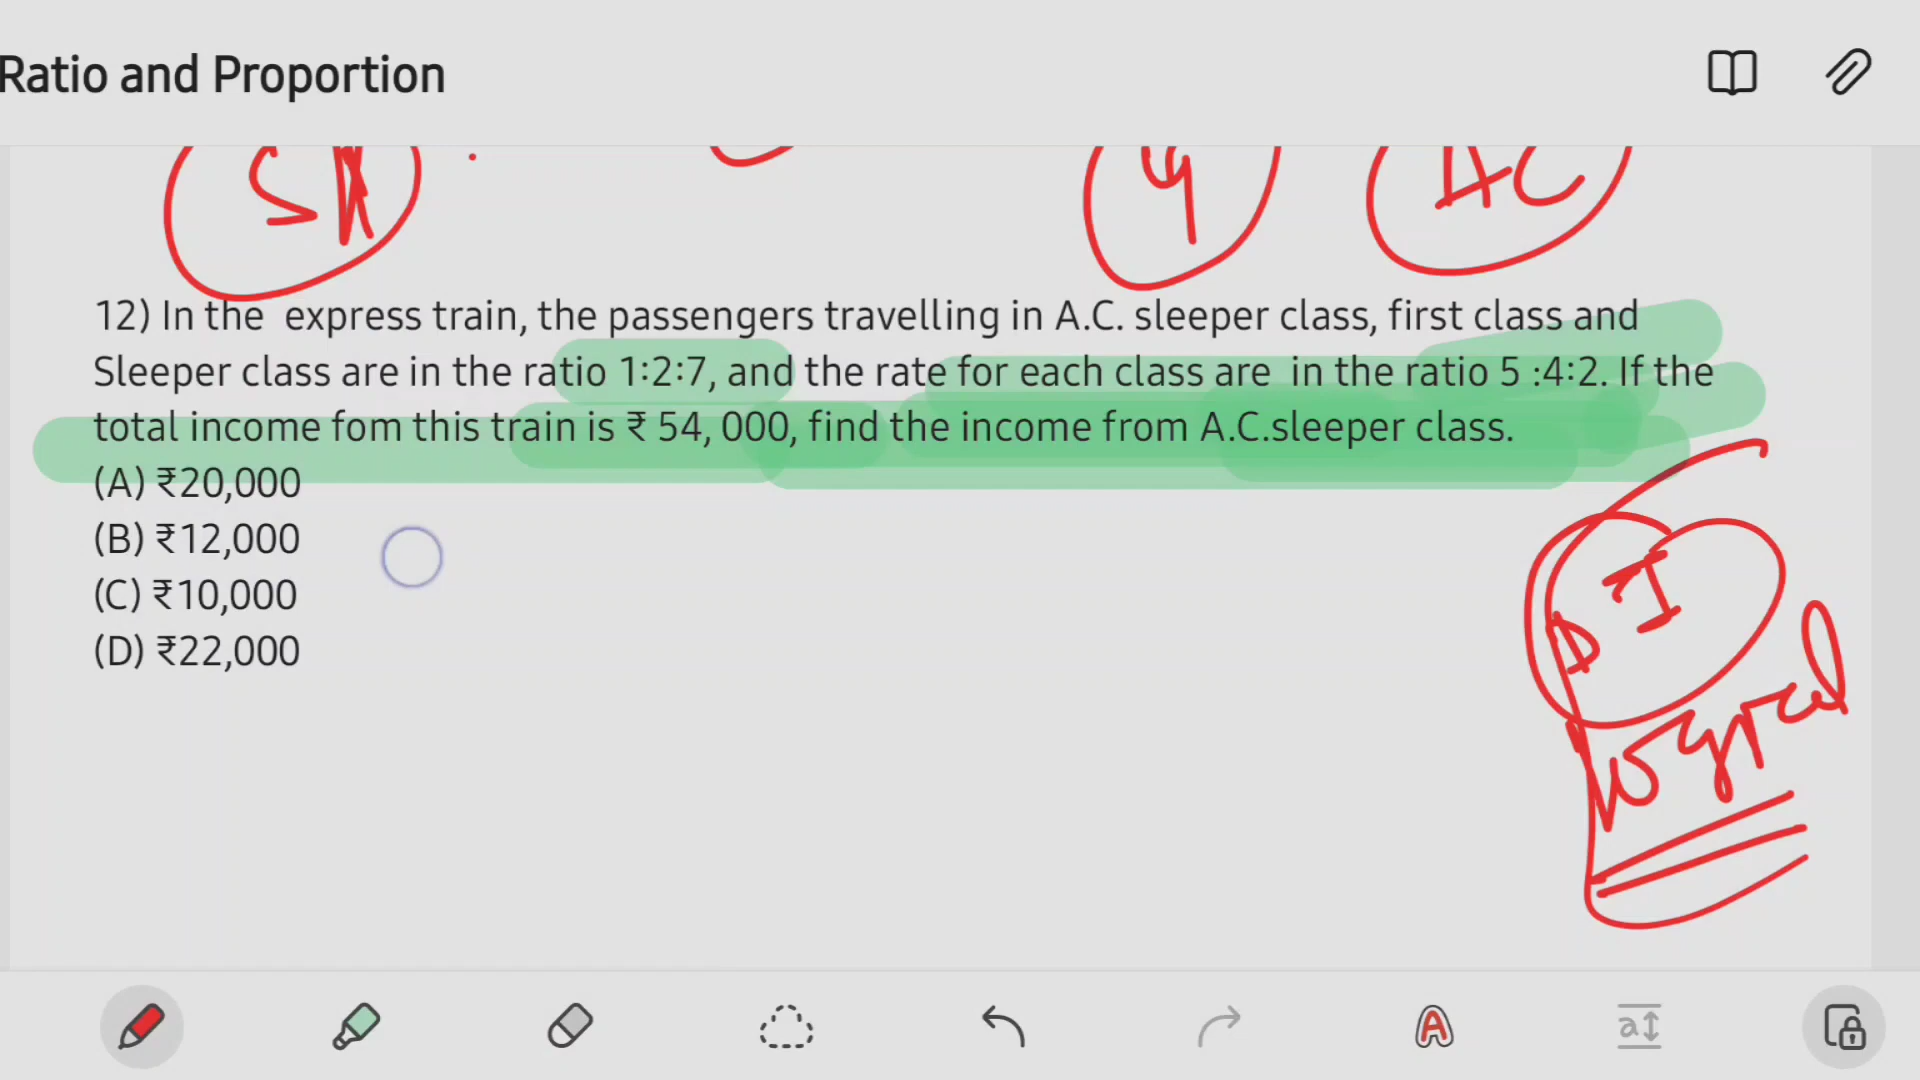 Ratio and Proportion
4 AC
12) In the express train, the passengers travelling in A.C. sleeper class, first class and
Sleeper class are in the ratio 1:2:7, and the rate for each class are in the ratio 5 :4:2. If the
total income fom this train is ₹ 54, 000, find the income from A.C.sleeper class.
(A) ₹20,000
(B) ₹12,000
(C) ₹10,000
(D) ₹22,000
I
A
a